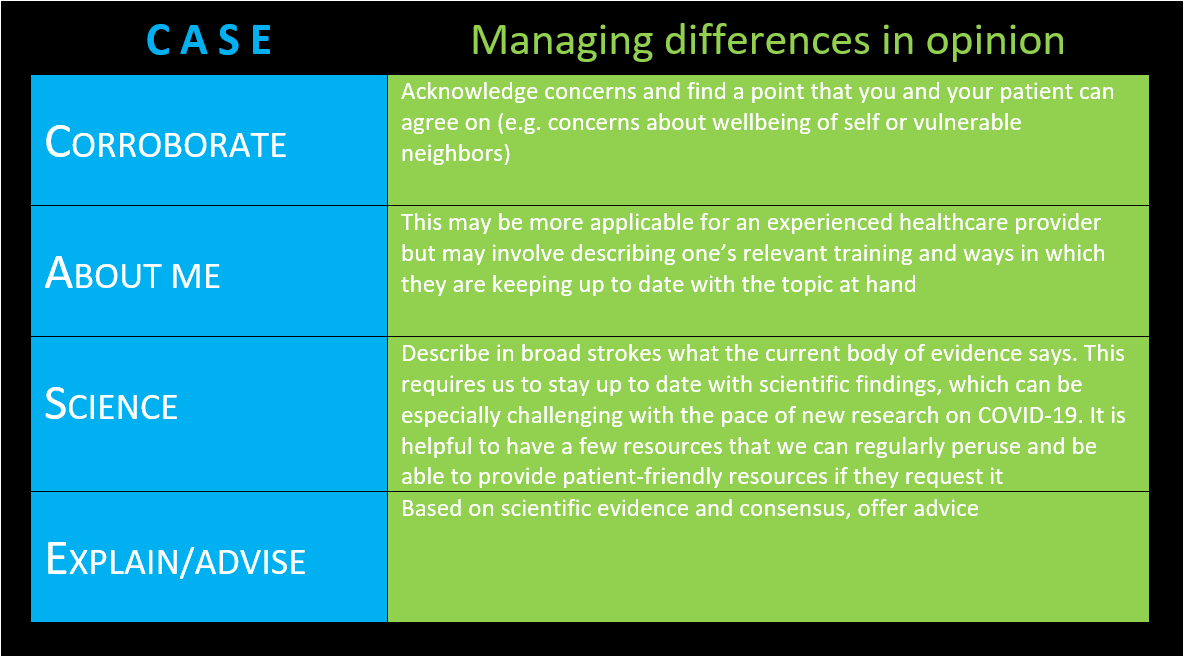 CASE
Managing differences in opinion
CORROBORATE
Acknowledge concerns and find a point that you and your patient can
agree on (e.g. concerns about wellbeing of self or vulnerable
neighbors)
ABOUT ME
This may be more applicable for an experienced healthcare provider
but may involve describing one’s relevant training and ways in which
they are keeping up to date with the topic at hand
SCIENCE
Describe in broad strokes what the current body of evidence says. This
requires us to stay up to date with scientific findings, which can be
especially challenging with the pace of new research on COVID-19. It is
helpful to have a few resources that we can regularly peruse and be
able to provide patient-friendly resources if they request it
EXPLAIN/ADVISE
Based on scientific evidence and consensus, offer advice